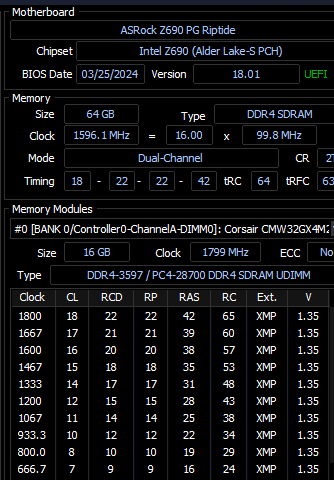 Motherboard
ASRock Z690 PG Riptide
Chipset Intel Z690 (Alder Lake-S PCH)
BIOS Date 03/25/2024 Version 18.01 UEFI
Memory
Size 64 GB Type DDR4 SDRAM
Clock 1596.1 MHz = 16.00 x 99.8 MHz
Mode Dual-Channel CR 2T
Timing 18 - 22 - 22 - 42 tRC 64 tRFC 63
Memory Modules
#0 [BANK 0/Controller0-ChannelA-DIMM0]: Corsair CMW32GX4M2
Size 16 GB Clock 1799 MHz ECC No
Type DDR4-3597 / PC4-28700 DDR4 SDRAM UDIMM
Clock CL RCD RP RAS RC Ext. V
1800 18 22 22 42 65 XMP 1.35
1667 17 21 21 39 60 XMP 1.35
1600 16 20 20 38 57 XMP 1.35
1467 15 18 18 35 53 XMP 1.35
1333 14 17 17 31 48 XMP 1.35
1200 12 15 15 28 43 XMP 1.35
1067 11 14 14 25 38 XMP 1.35
933.3 10 12 12 22 34 XMP 1.35
800.0 8 10 10 19 29 XMP 1.35
666.7 7 9 9 16 24 XMP 1.35